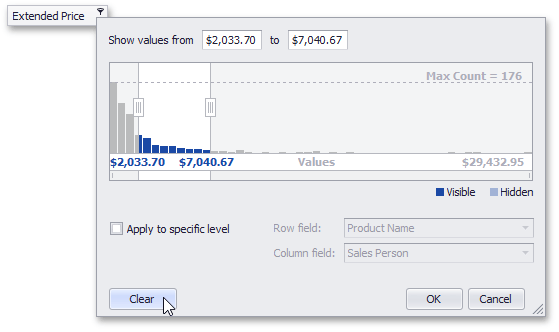 Extended Price
Show values from $2,033.70 to $7,040.67
Max Count = 176
$2,033.70 $7,040.67 Values $29,432.95
Visible Hidden
Apply to specific level
Row field: Product Name
Column field: Sales Person
Clear OK Cancel